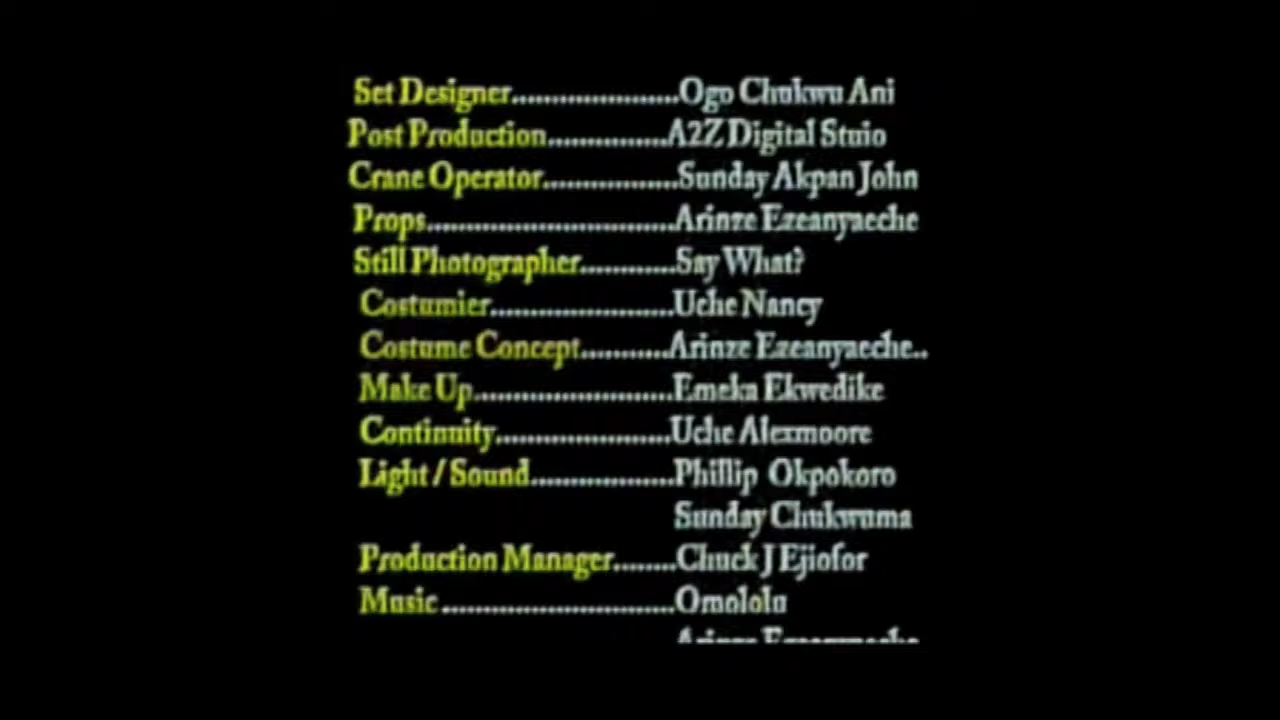 Set Designer.....................Ogo Chukwu Ani
Post Production...............A2Z Digital Stuio
Crane Operator.................Sunday Akpan John
Props...............................Arinze Ezeanyaeche
Still Photographer............Say What?
Costumier.......................Uche Nancy
Costume Concept...........Arinze Ezeanyaeche..
Make Up.........................Emeka Ekwedike
Continuity......................Uche Alexmoore
Light / Sound..................Phillip Okpokoro
Sunday Chukwuma
Production Manager........Chuck J Ejiofor
Music .............................Omololu